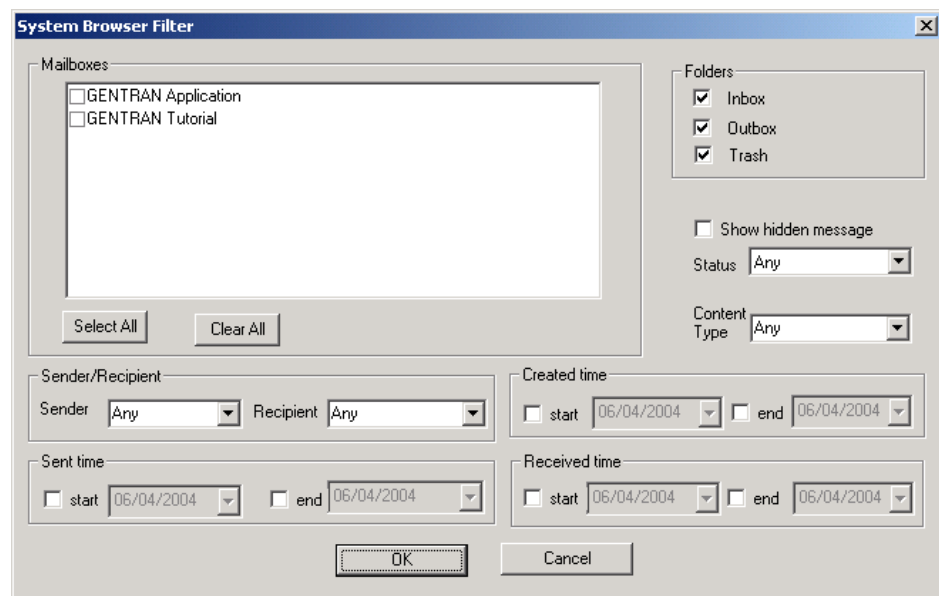 System Browser Filter
Mailboxes
GENTRAN Application
GENTRAN Tutorial
Select All
Clear All
Folders
Inbox
Outbox
Trash
Show hidden message
Status Any
Content
Type Any
Sender/Recipient
Sender Any Recipient Any
Created time
start 06/04/2004 end 06/04/2004
Sent time
start 06/04/2004 end 06/04/2004
Received time
start 06/04/2004 end 06/04/2004
OK
Cancel